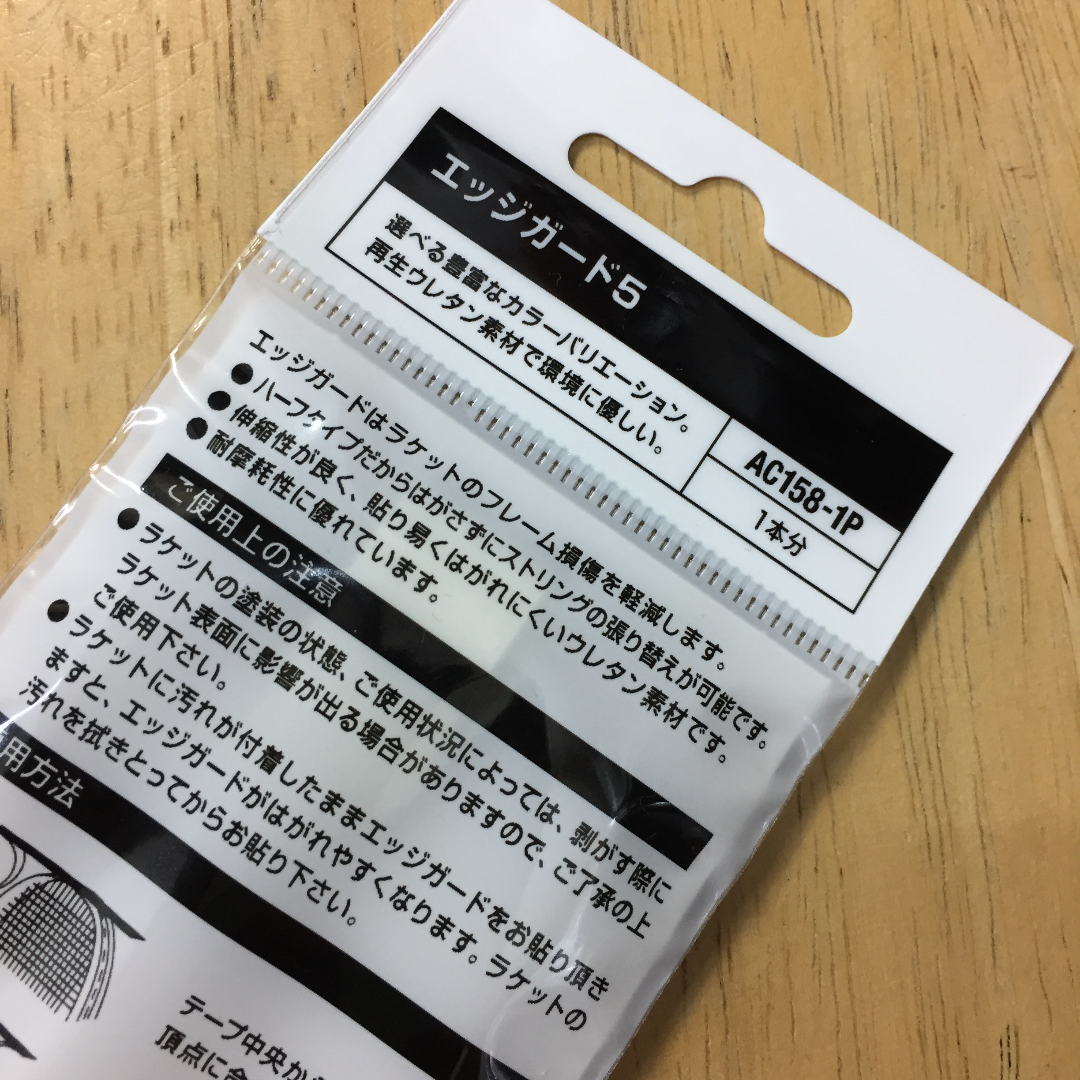 エッジガード5
選べる豊富なカラーバリエーション。
再生ウレタン素材で環境に優しい。
AC158-1P
1本分
エッジガードはラケットのフレーム損傷を軽減します。
●ハーフタイプだからはがさずにストリングの張り替えが可能です。
●伸縮性が良く、貼り易くはがれにくいウレタン素材です。
●耐摩耗性に優れています。
ご使用上の注意
●ラケットの塗装の状態、ご使用状況によっては、剥がす際に
ラケット表面に影響が出る場合がありますので、ご了承の上
ご使用下さい。
●ラケットに汚れが付着したままエッジガードをお貼り頂き
ますと、エッジガードがはがれやすくなります。ラケットの
汚れを拭きとってからお貼り下さい。
用方法
テープ中央か
頂点に合